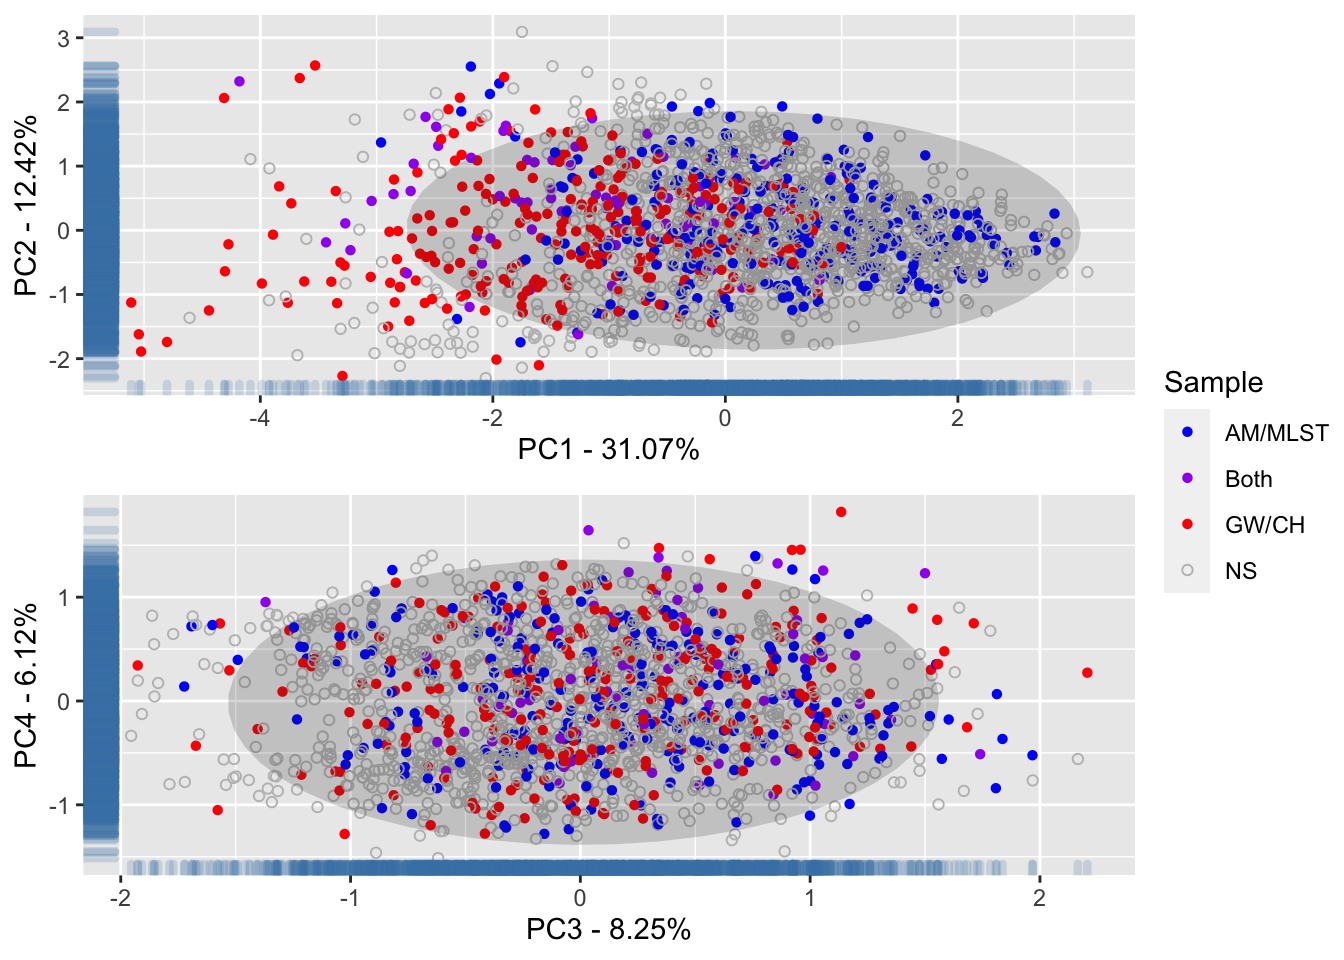 3
2
1
0
-1
-2
PC2 - 12.42%
-4
-2
0
2
PC1 - 31.07%
1
0
-1
PC4 - 6.12%
-2
-1
0
1
2
PC3 - 8.25%
Sample
AM/MLST
Both
GW/CH
NS